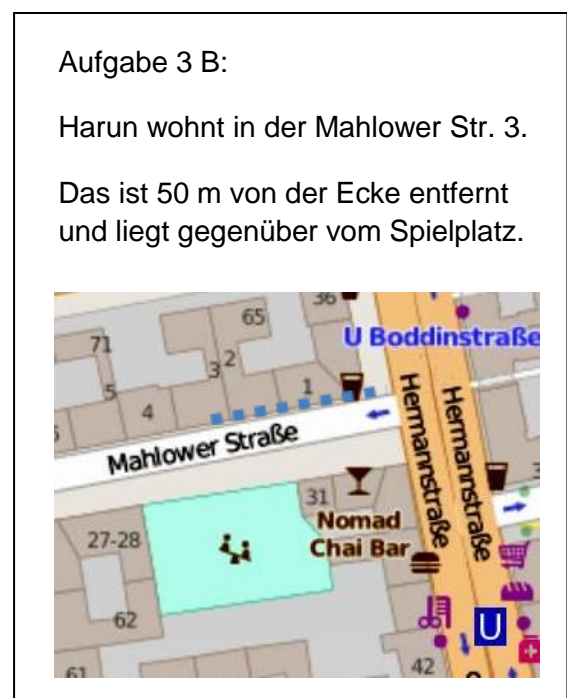 Aufgabe 3 B:
Harun wohnt in der Mahlower Str. 3.
Das ist 50 m von der Ecke entfernt
und liegt gegenüber vom Spielplatz.
36
65
U Boddinstraße
71
3
2
1
5
4
Mahlower Straße
Hermannstraße
Hermannstraße
31
Nomad
Chai Bar
27-28
62
U
61
42